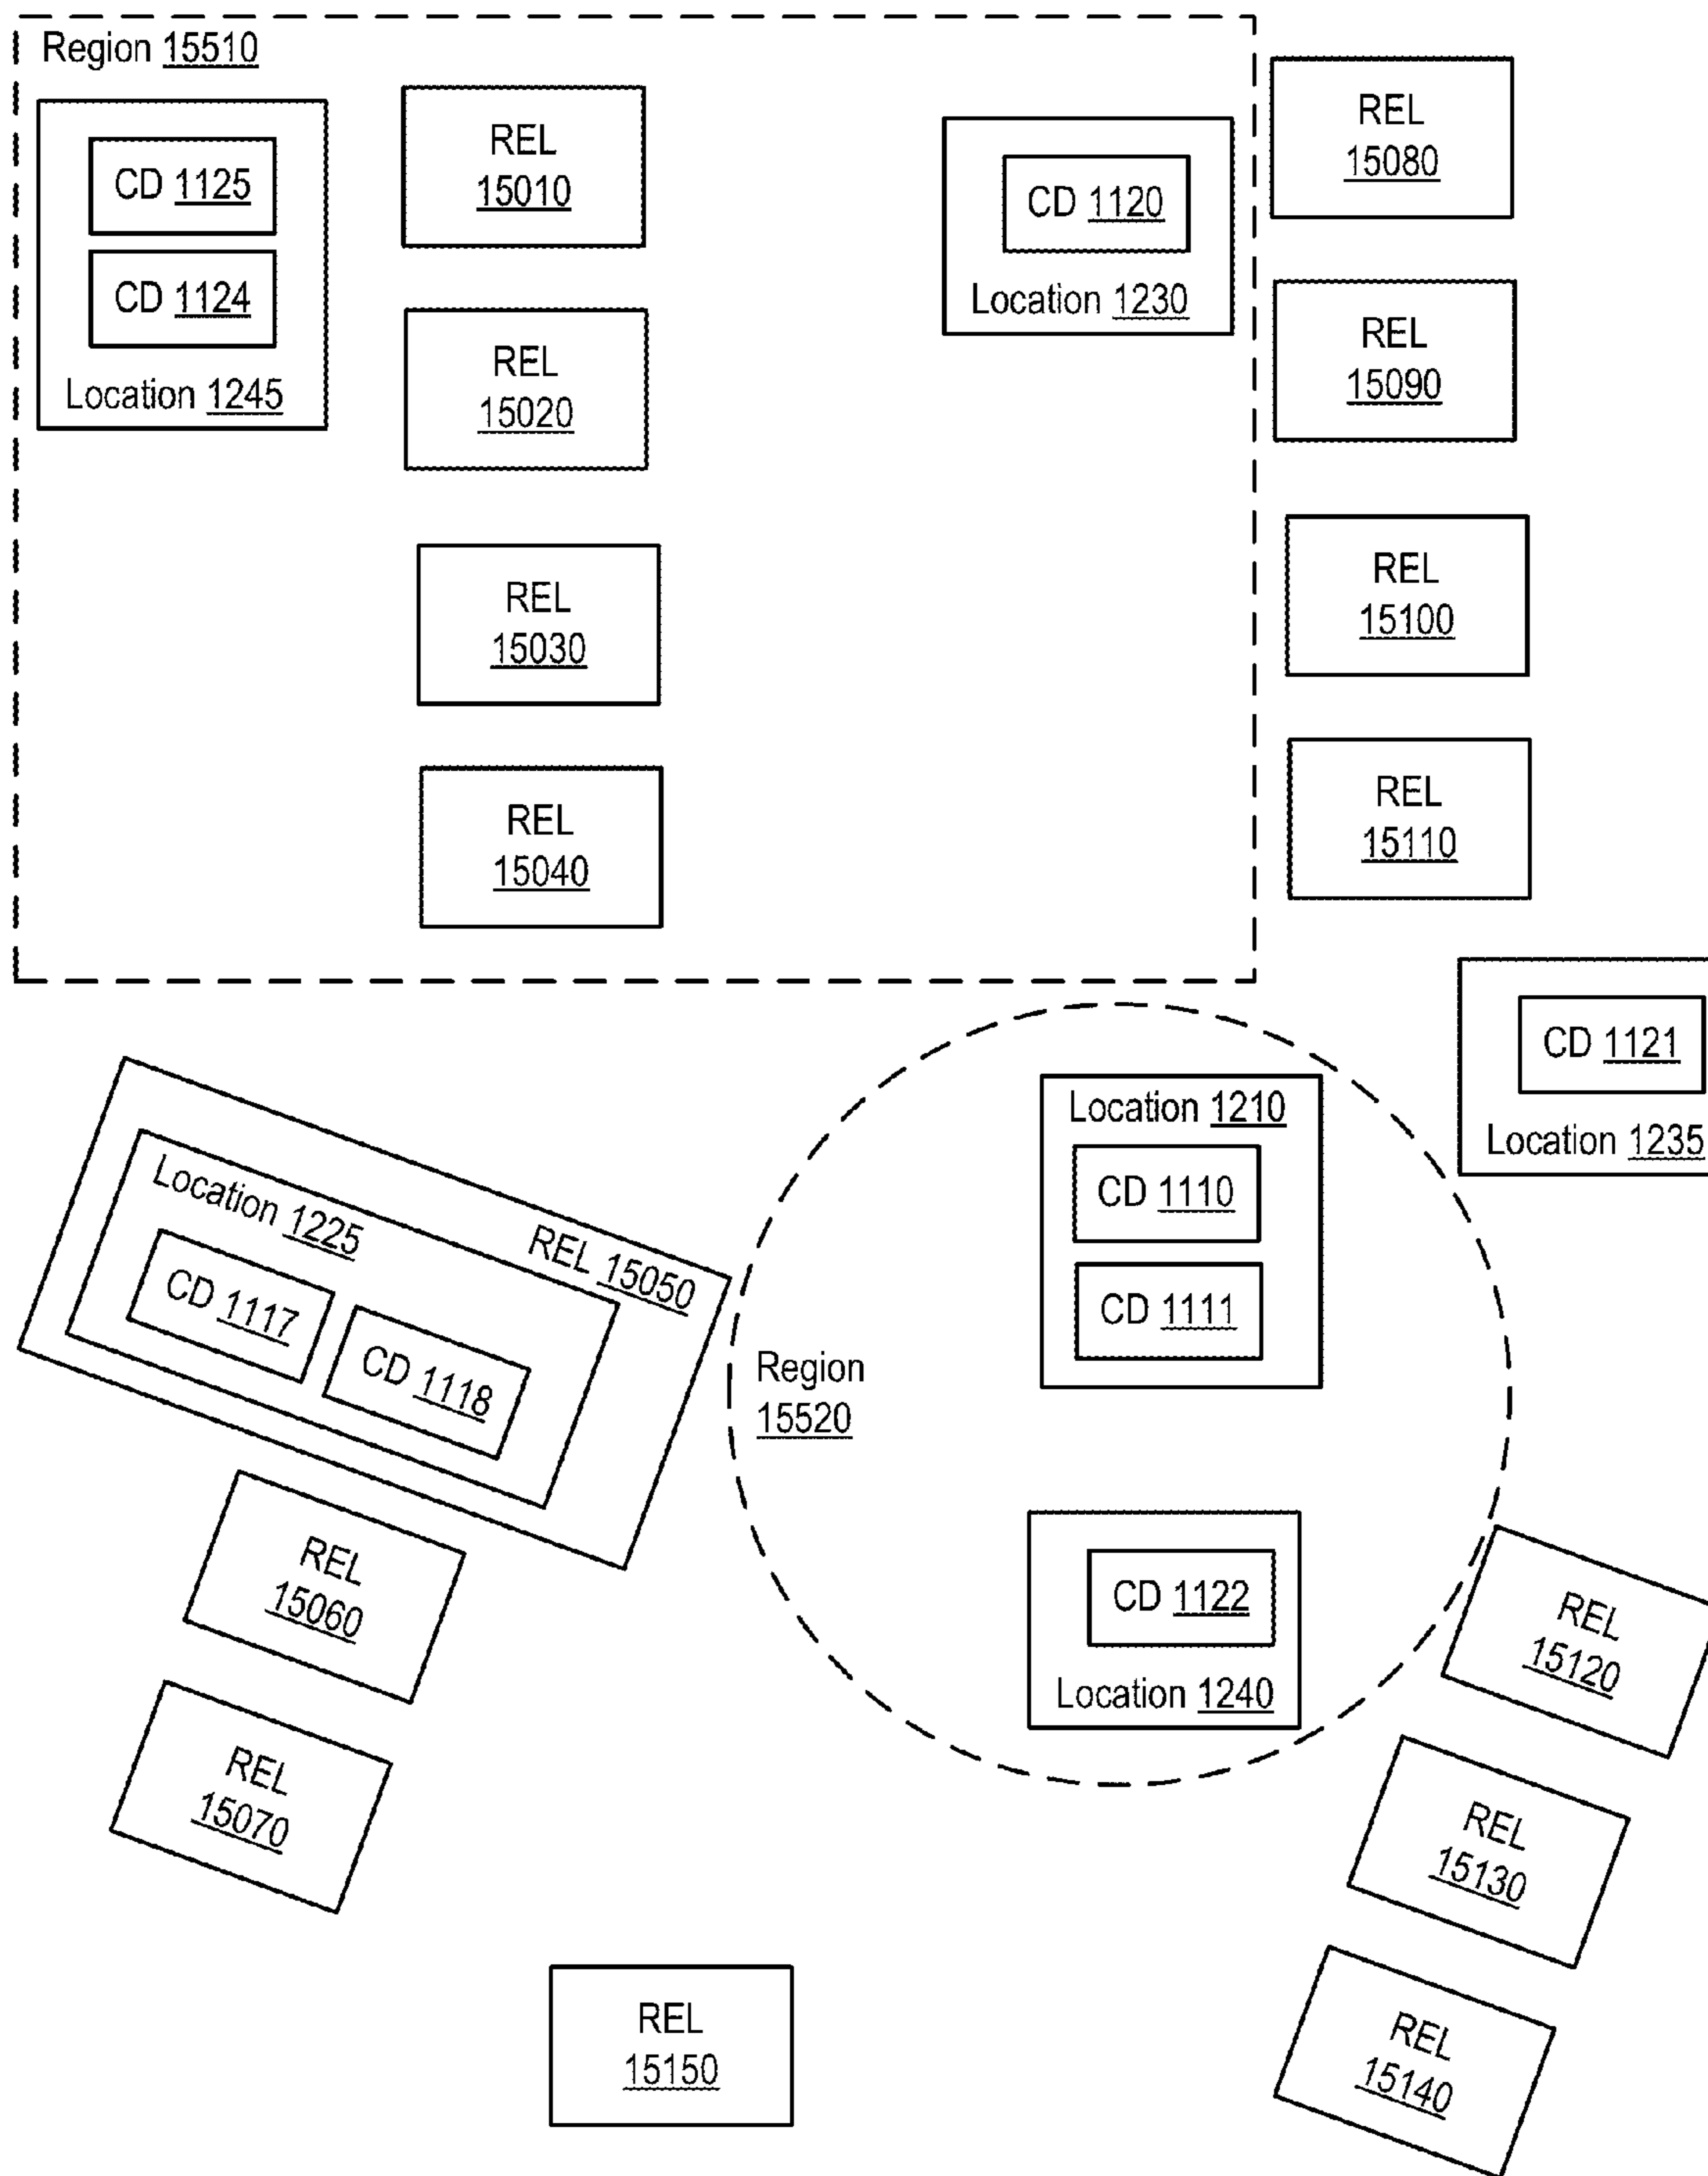 Region 15510
CD 1125
CD 1124
Location 1245
REL
15010
REL
15020
REL
15030
REL
15040
CD 1120
Location 1230
REL
15080
REL
15090
REL
15100
REL
15110
CD 1121
Location 1235
Location 1225
REL 15050
CD 1117
CD 1118
Region
15520
Location 1210
CD 1110
CD 1111
CD 1122
Location 1240
REL
15060
REL
15070
REL
15120
REL
15130
REL
15140
REL
15150